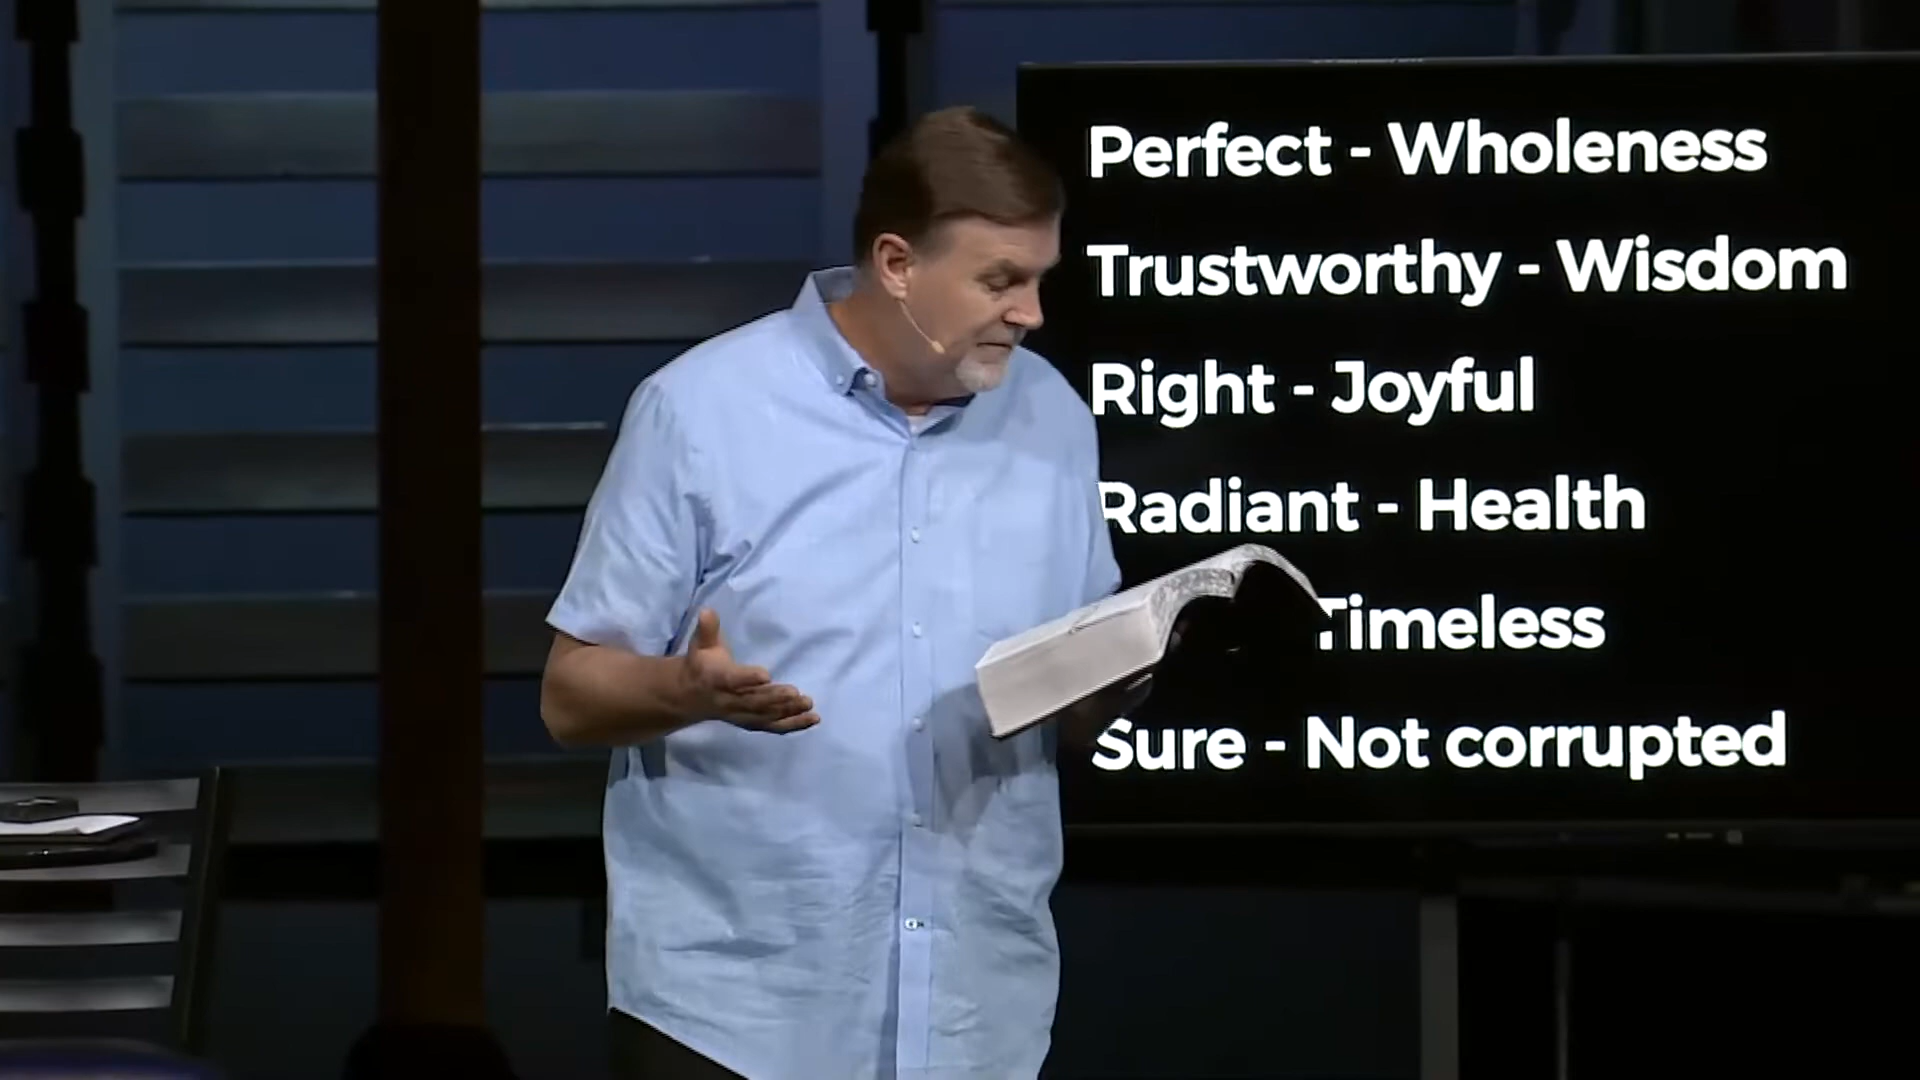 Perfect - Wholeness
Trustworthy - Wisdom
Right - Joyful
Radiant - Health
Timeless
Sure - Not corrupted